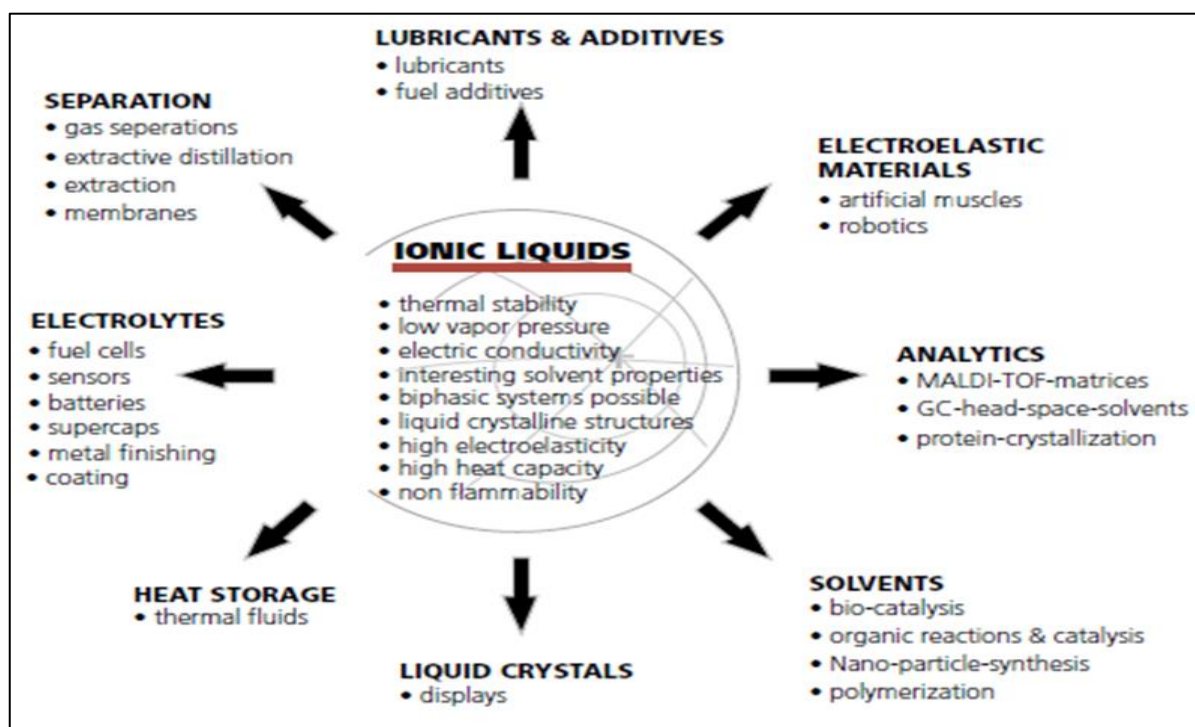 LUBRICANTS & ADDITIVES
• lubricants
• fuel additives
SEPARATION
• gas seperations
• extractive distillation
• extraction
• membranes
ELECTROELASTIC
MATERIALS
• artificial muscles
• robotics
IONIC LIQUIDS
• thermal stability
• low vapor pressure
• electric conductivity
• interesting solvent properties
• biphasic systems possible
• liquid crystalline structures
• high electroelasticity
• high heat capacity
• non flammability
ELECTROLYTES
• fuel cells
• sensors
• batteries
• supercaps
• metal finishing
• coating
ANALYTICS
• MALDI-TOF-matrices
• GC-head-space-solvents
• protein-crystallization
HEAT STORAGE
• thermal fluids
LIQUID CRYSTALS
• displays
SOLVENTS
• bio-catalysis
• organic reactions & catalysis
• Nano-particle-synthesis
• polymerization